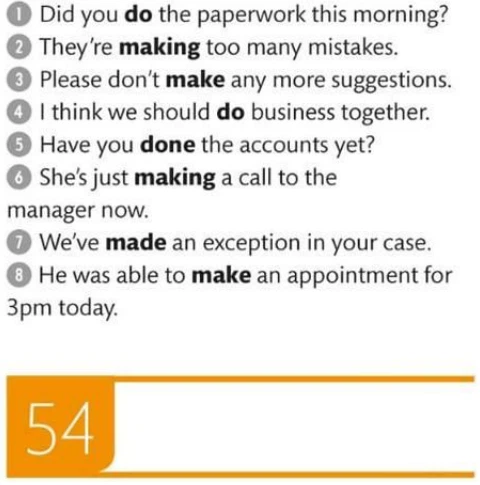 1 Did you do the paperwork this morning?
2 They're making too many mistakes.
3 Please don't make any more suggestions.
4 I think we should do business together.
5 Have you done the accounts yet?
6 She's just making a call to the
manager now.
7 We've made an exception in your case.
8 He was able to make an appointment for
3pm today.
54